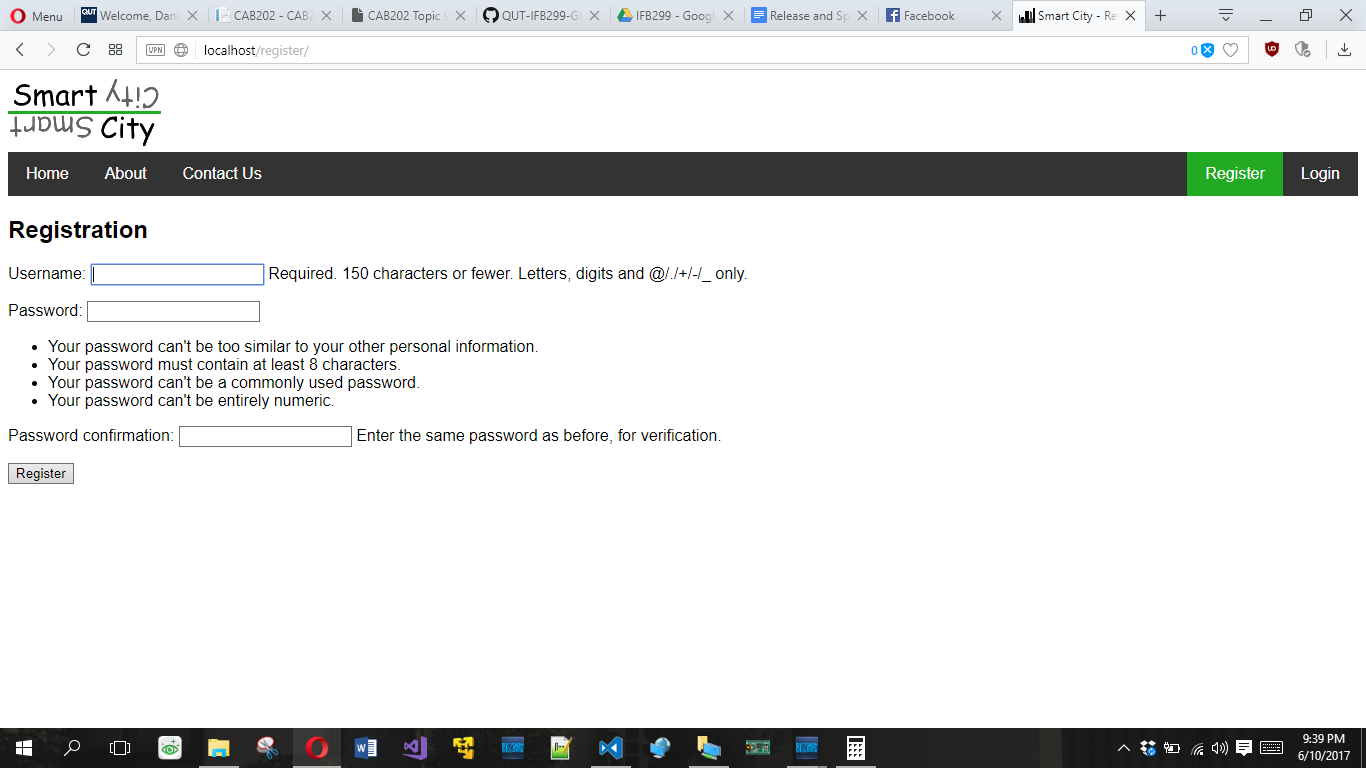 Menu
Welcome, Dani
CAB202 - CAB2
CAB202 Topic 9
QUT-IFB299-GR
IFB299 - Googl
Release and Sp
Facebook
Smart City - Re
VPN
localhost/register/
0
Smart City
Smart City
Home
About
Contact Us
Register
Login
Registration
Username:
Required. 150 characters or fewer. Letters, digits and @/./+/-/_ only.
Password:
Your password can't be too similar to your other personal information.
Your password must contain at least 8 characters.
Your password can't be a commonly used password.
Your password can't be entirely numeric.
Password confirmation:
Enter the same password as before, for verification.
Register
9:39 PM
6/10/2017